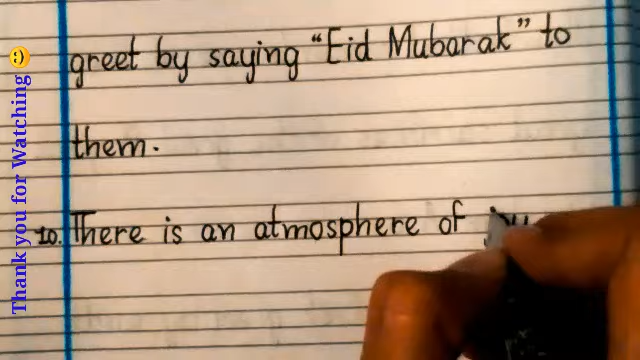 greet by saying “Eid Mubarak” to
them.
10. There is an atmosphere of
Thank you for Watching :)